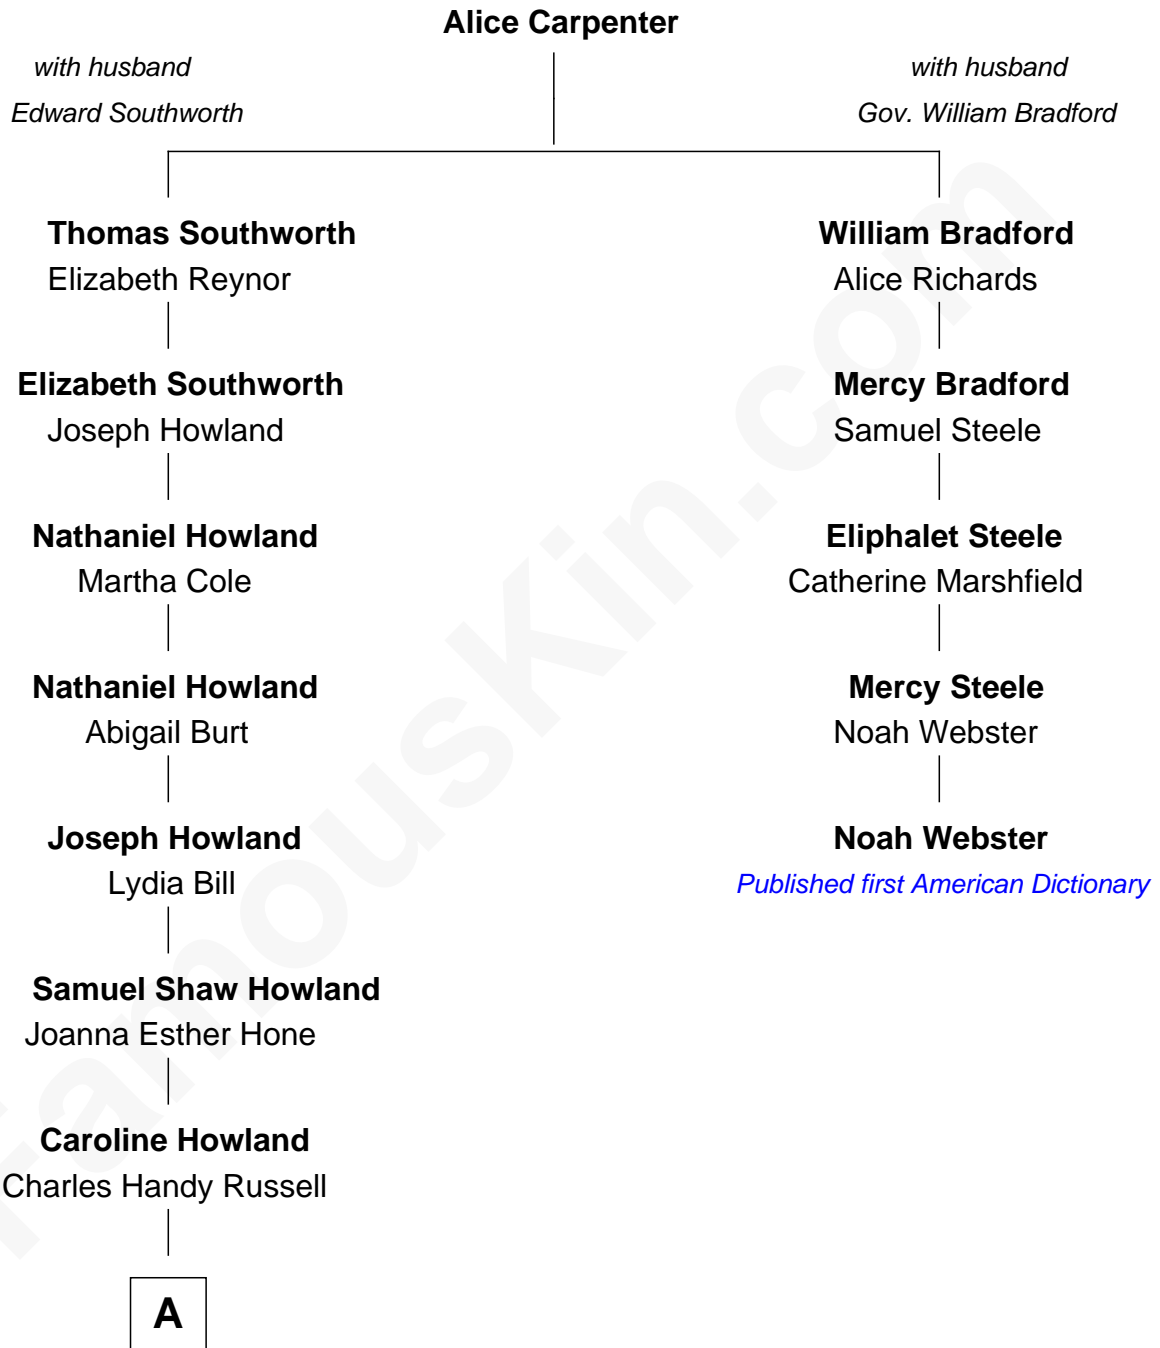 Alice Carpenter
with husband
Edward Southworth
with husband
Gov. William Bradford
Thomas Southworth
Elizabeth Reynor
William Bradford
Alice Richards
Elizabeth Southworth
Joseph Howland
Mercy Bradford
Samuel Steele
Nathaniel Howland
Martha Cole
Eliphalet Steele
Catherine Marshfield
Nathaniel Howland
Abigail Burt
Mercy Steele
Noah Webster
Joseph Howland
Lydia Bill
Noah Webster
Published first American Dictionary
Samuel Shaw Howland
Joanna Esther Hone
Caroline Howland
Charles Handy Russell
A
famouskin.com